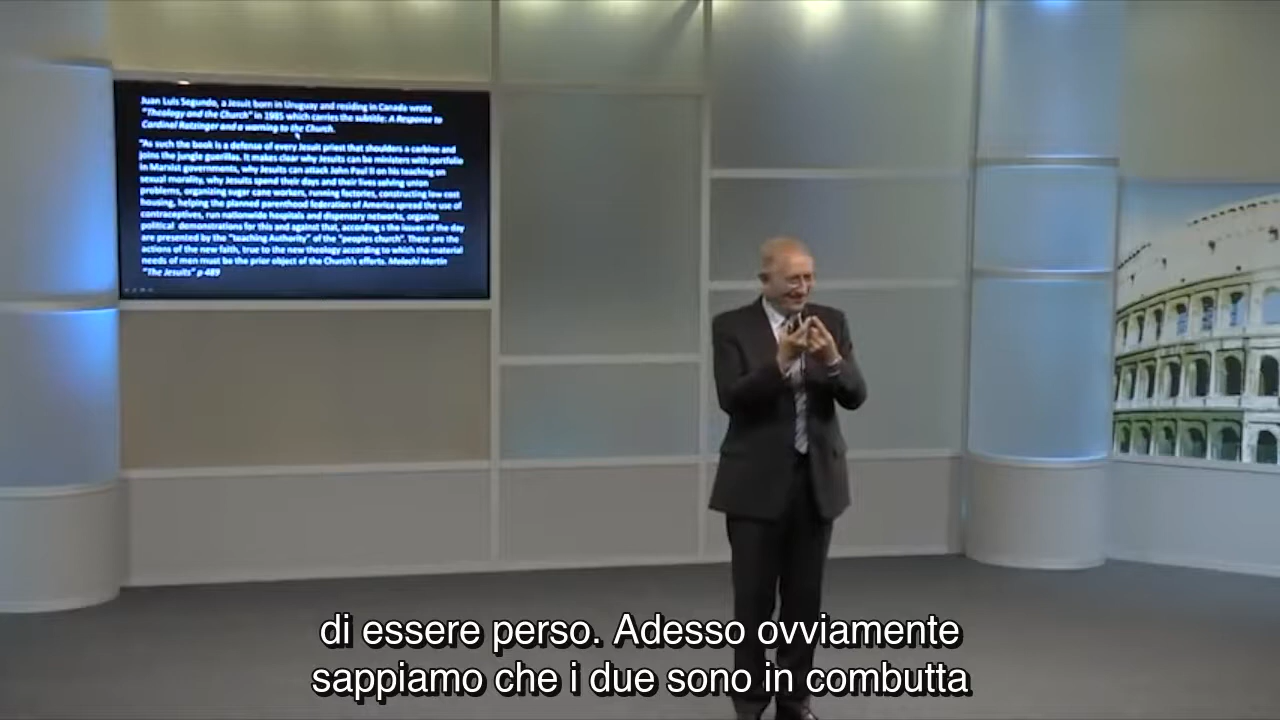 Juan Luis Segundo, a Jesuit born in Uruguay and residing in Canada wrote
"Theology and the Church" in 1985 which carries the subtitle: A Response to
Cardinal Ratzinger and a warning to the Church.
"As such the book is a defense of every Jesuit priest that shoulders a carbine and
joins the jungle guerillas. It makes clear why Jesuits can be ministers with portfolio
in Marxist governments, why Jesuits can attack John Paul II on his teaching on
sexual morality, why Jesuits spend their days and their lives solving union
problems, organizing sugar cane workers, running factories, constructing low cost
housing, helping the planned parenthood federation of America spread the use of
contraceptives, run nationwide hospitals and dispensary networks, organize
political demonstrations for this and against that, according s the issues of the day
are presented by the "teaching Authority" of the "peoples church". These are the
actions of the new faith, true to the new theology according to which the material
needs of men must be the prior object of the Church's efforts. Malachi Martin
"The Jesuits" p 489
di essere perso. Adesso ovviamente
sappiamo che i due sono in combutta